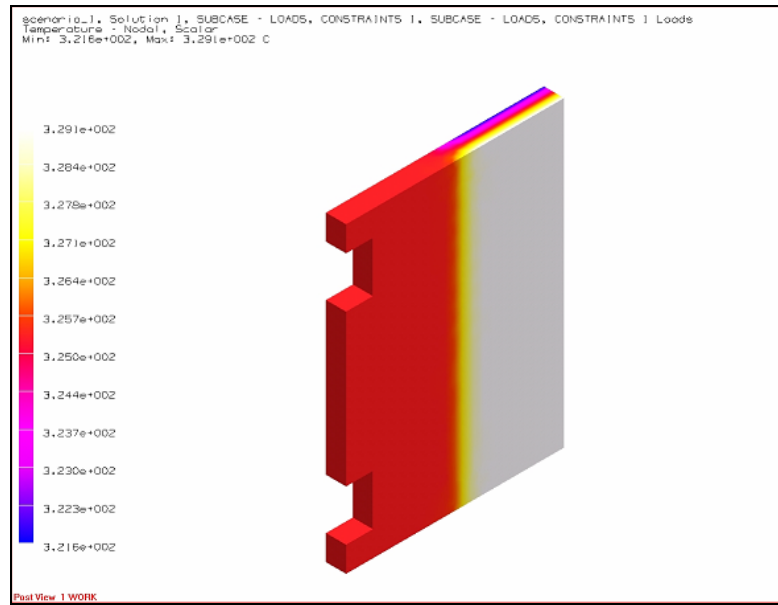 scenario_1, Solution 1, SUBCASE - LOADS, CONSTRAINTS 1, SUBCASE - LOADS, CONSTRAINTS 1 Loads
Temperature - Nodal, Scalar
Min: 3.216e+002, Max: 3.291e+002 C
3.291e+002
3.284e+002
3.278e+002
3.271e+002
3.264e+002
3.257e+002
3.250e+002
3.244e+002
3.237e+002
3.230e+002
3.223e+002
3.216e+002
Post View 1 WORK